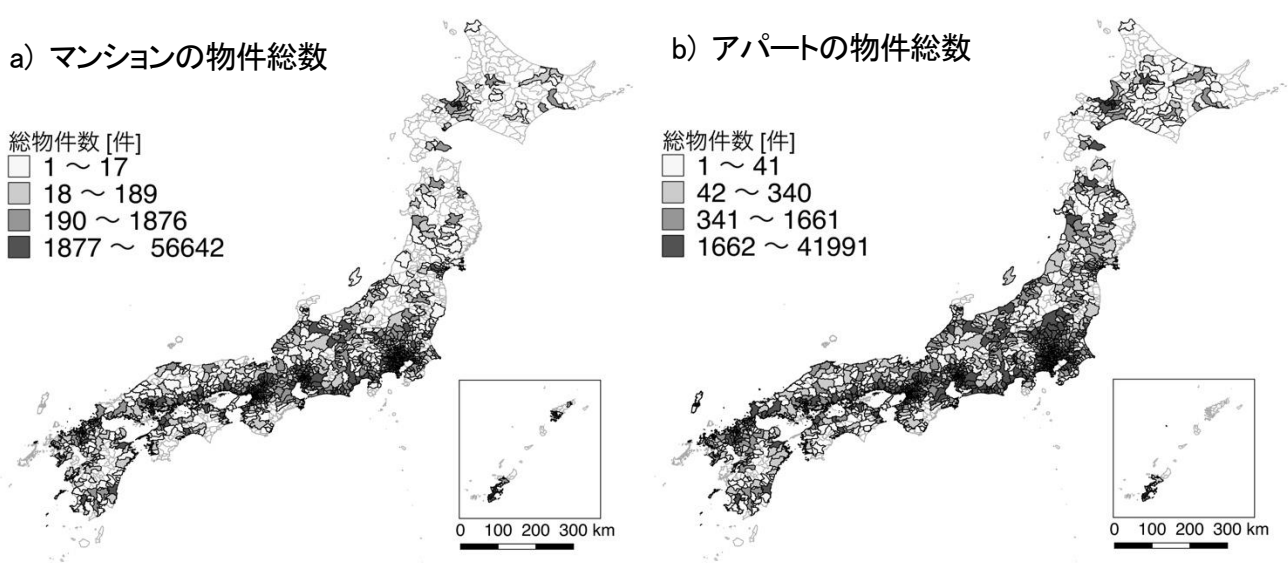 a) マンションの物件総数
総物件数 [件]
1 ～ 17
18 ～ 189
190 ～ 1876
1877 ～ 56642
0 100 200 300 km
b) アパートの物件総数
総物件数 [件]
1 ～ 41
42 ～ 340
341 ～ 1661
1662 ～ 41991
0 100 200 300 km